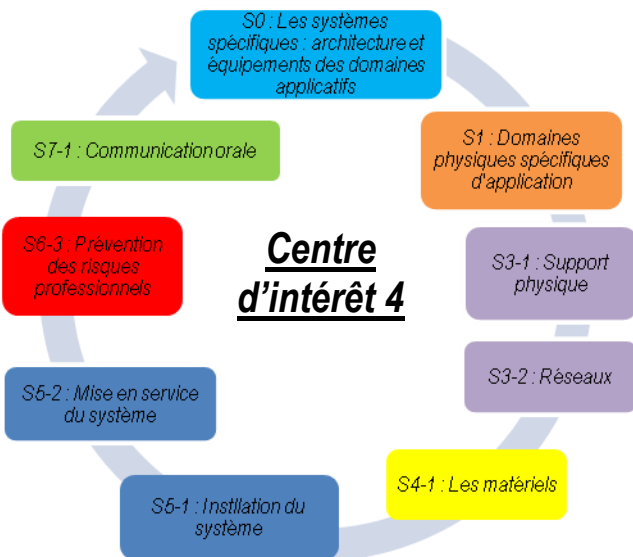 S0 : Les systèmes
spécifiques : architecture et
équipements des domaines
applicatifs
S1 : Domaines
physiques spécifiques
d'application
S3-1 : Support
physique
S3-2 : Réseaux
S4-1 : Les matériels
S5-1 : Instllation du
système
S5-2 : Mise en service
du système
S6-3 : Prévention
des risques
professionnels
S7-1 : Communication orale
Centre
d'intérêt 4